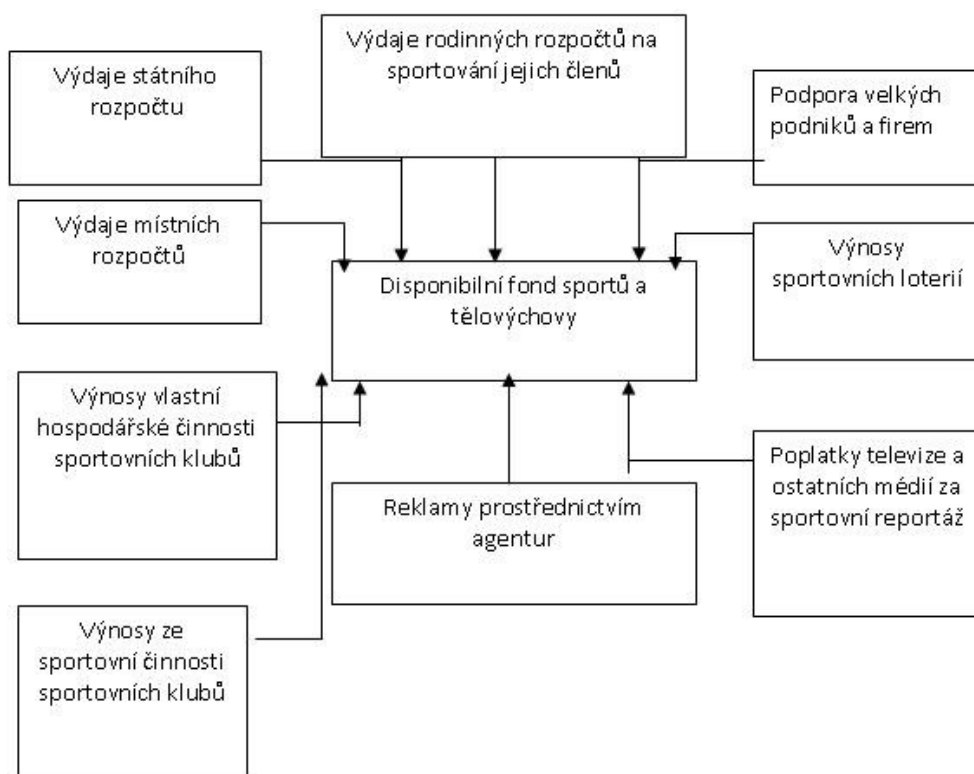 Výdaje rodinných rozpočtů na
sportování jejich členů
Výdaje státního
rozpočtu
Podpora velkých
podniků a firem
Výdaje místních
rozpočtů
Výnosy
sportovních loterií
Disponibilní fond sportů a
tělovýchovy
Výnosy vlastní
hospodářské činnosti
sportovních klubů
Poplatky televize a
ostatních médií za
sportovní reportáž
Reklamy prostřednictvím
agentur
Výnosy ze
sportovní činnosti
sportovních klubů